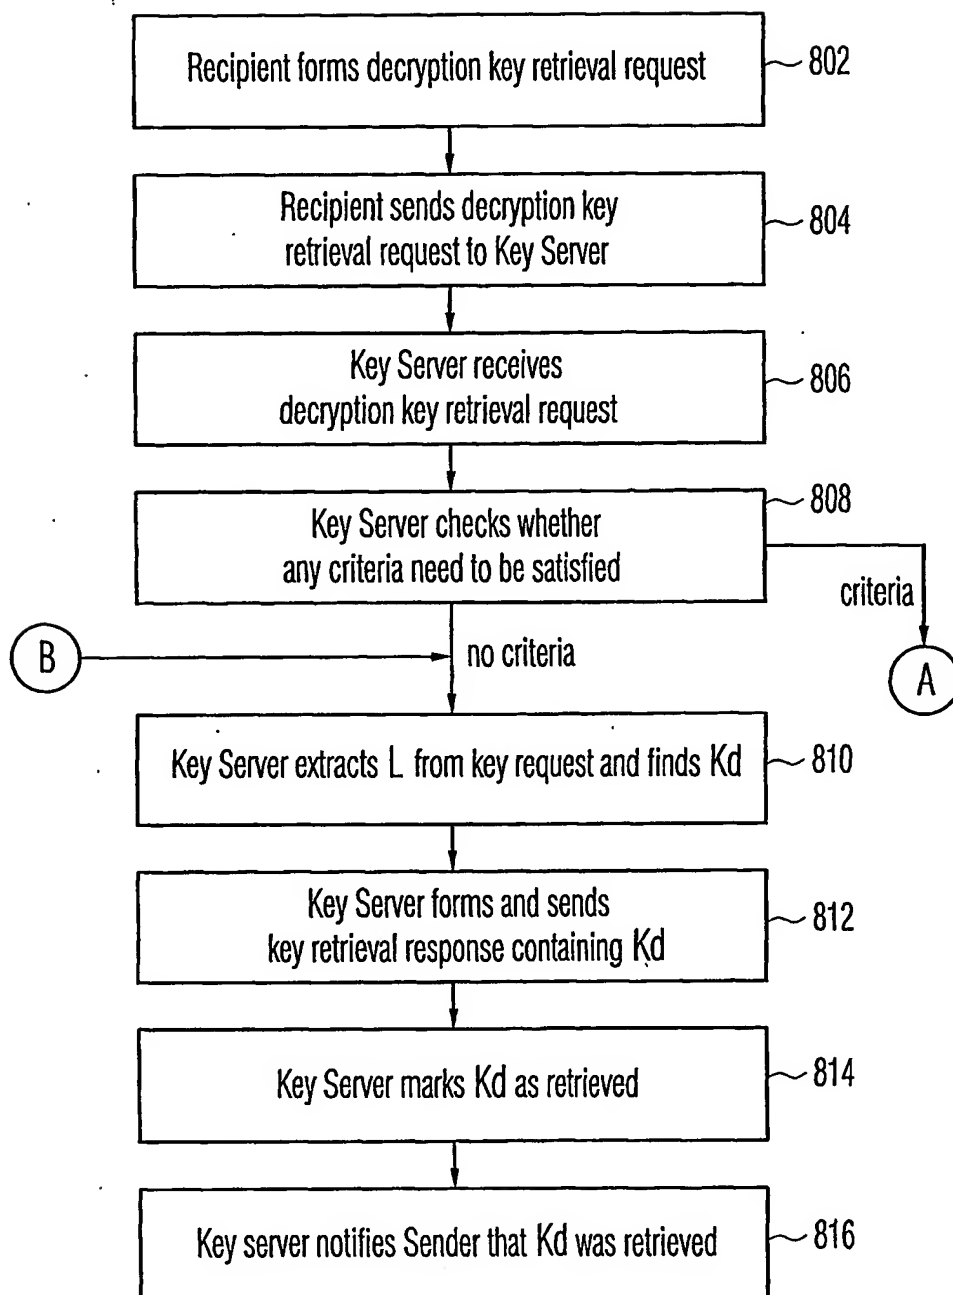 Recipient forms decryption key retrieval request
802
Recipient sends decryption key
retrieval request to Key Server
804
Key Server receives
decryption key retrieval request
806
Key Server checks whether
any criteria need to be satisfied
808
criteria
A
B
no criteria
Key Server extracts L from key request and finds Kd
810
Key Server forms and sends
key retrieval response containing Kd
812
Key Server marks Kd as retrieved
814
Key server notifies Sender that Kd was retrieved
816